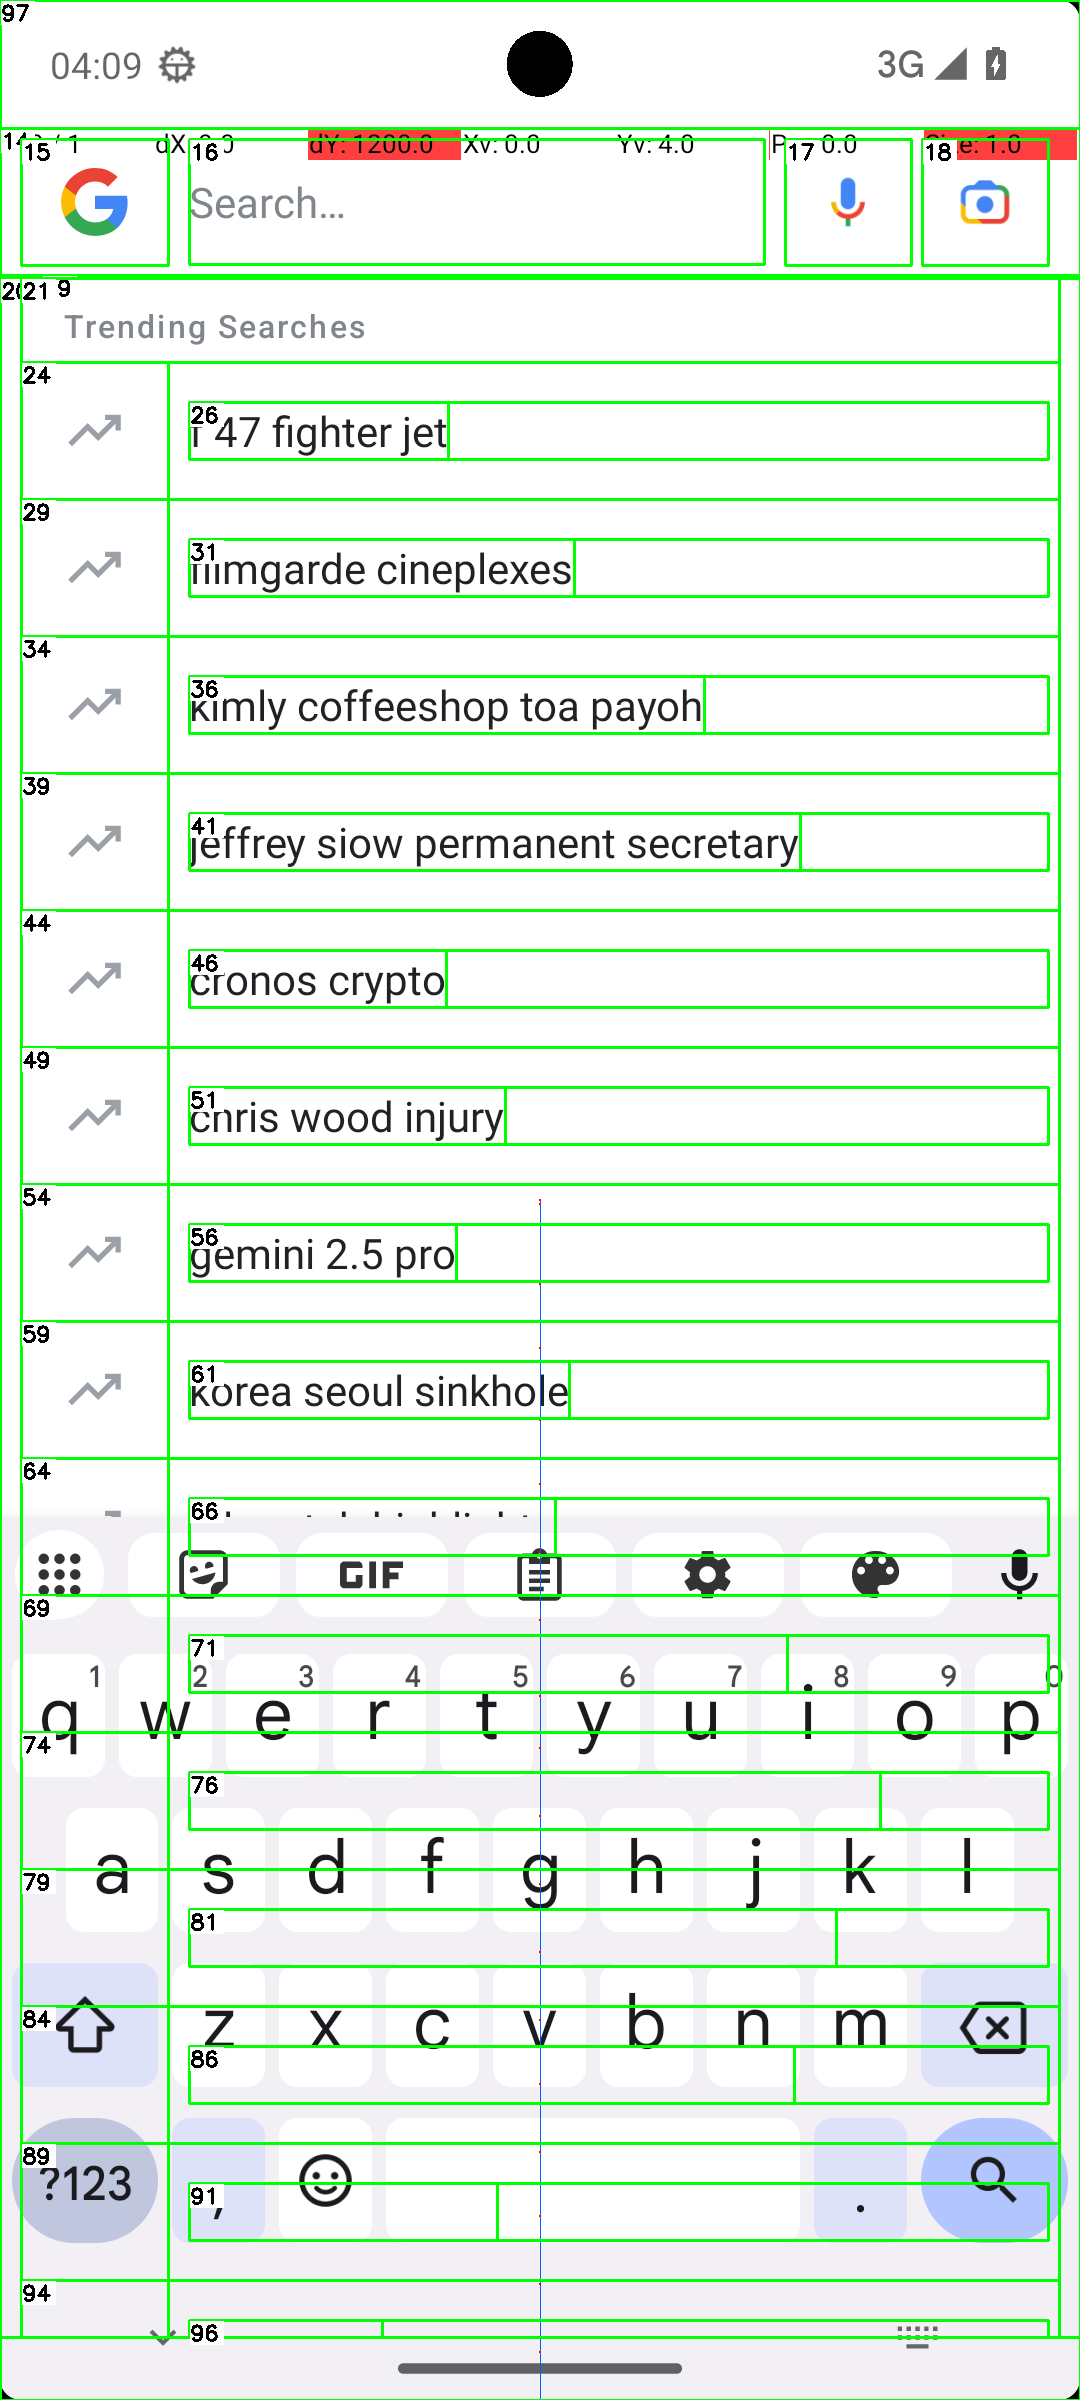 97
04:09
3G
14
/ 1
dX
0
dY: 1200.0
Xv: 0.0
Yv: 4.0
0.0
e: 1.0
15
16
17
18
Search…
21
9
Trending Searches
24
26
47 fighter jet
29
31
filmgarde cineplexes
34
36
kimly coffeeshop toa payoh
39
41
jeffrey siow permanent secretary
44
46
cronos crypto
49
51
chris wood injury
54
56
gemini 2.5 pro
59
61
korea seoul sinkhole
64
66
GIF
69
71
1 2 3 4 5 6 7 8 9 0
q w e r t y u i o p
74
76
a s d f g h j k l
79
81
z x c v b n m
84
86
89
?123 , .
91
94
96